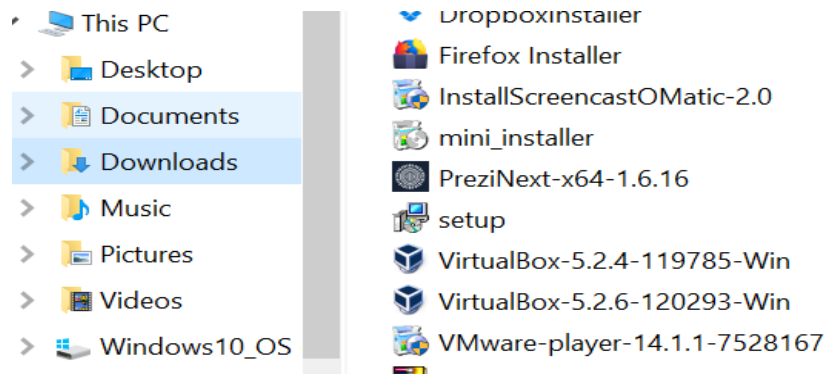 This PC
Desktop
Documents
Downloads
Music
Pictures
Videos
Windows10_OS
DropboxInstaller
Firefox Installer
InstallScreencastOMatic-2.0
mini_installer
PreziNext-x64-1.6.16
setup
VirtualBox-5.2.4-119785-Win
VirtualBox-5.2.6-120293-Win
VMware-player-14.1.1-7528167